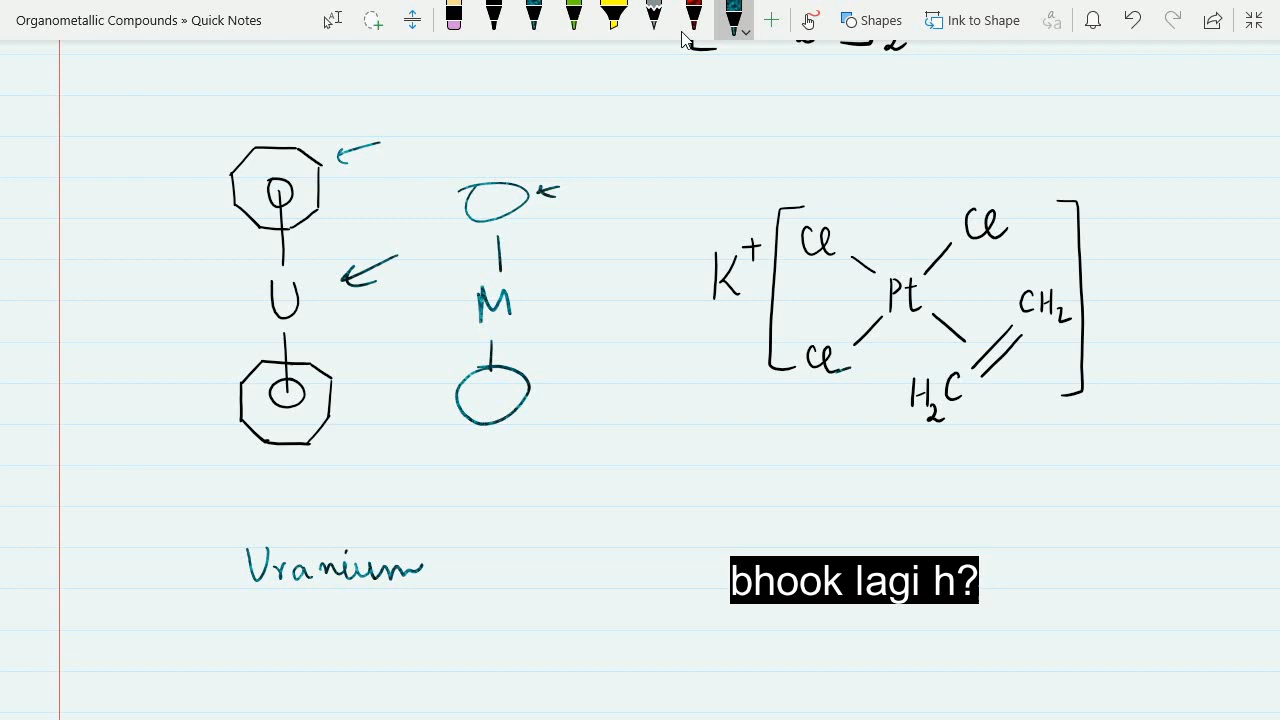 Organometallic Compounds » Quick Notes
Shapes
Ink to Shape
U
M
K+
Cl
Cl
Pt
CH2
Cl
H2C
Uranium
bhook lagi h?